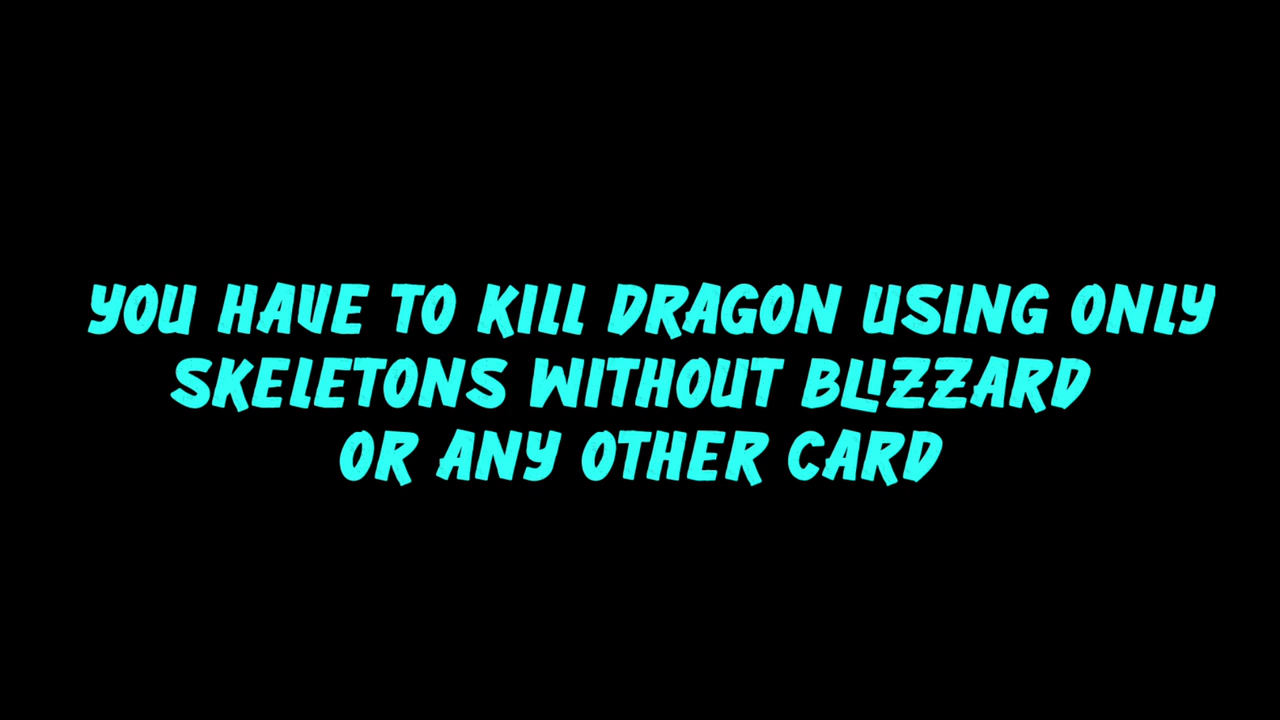 YOU HAVE TO KILL DRAGON USING ONLY
SKELETONS WITHOUT BLIZZARD
OR ANY OTHER CARD